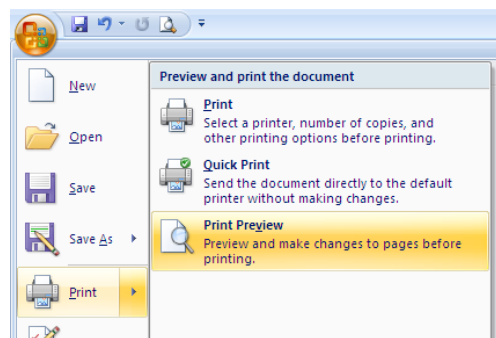 Preview and print the document
New
Print
Select a printer, number of copies, and
other printing options before printing.
Open
Quick Print
Send the document directly to the default
printer without making changes.
Save
Print Preview
Preview and make changes to pages before
printing.
Save As
Print